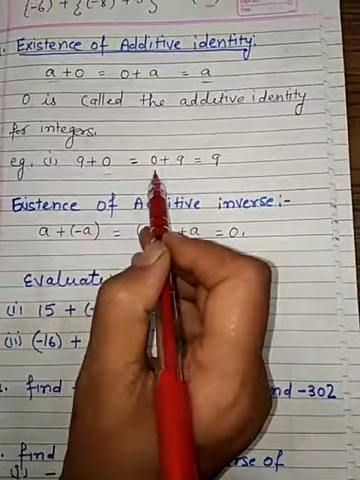 (-6) + {(-8) + 5}
Existence of Additive identity.
a + 0 = 0 + a = a
0 is called the additive identity
for integers.
eg. (i) 9 + 0 = 0 + 9 = 9
Existence of Additive inverse :-
a + (-a) = ( + a = 0.
Evaluat
(i) 15 + (-
(ii) (-16) +
find nd -302
find rse of